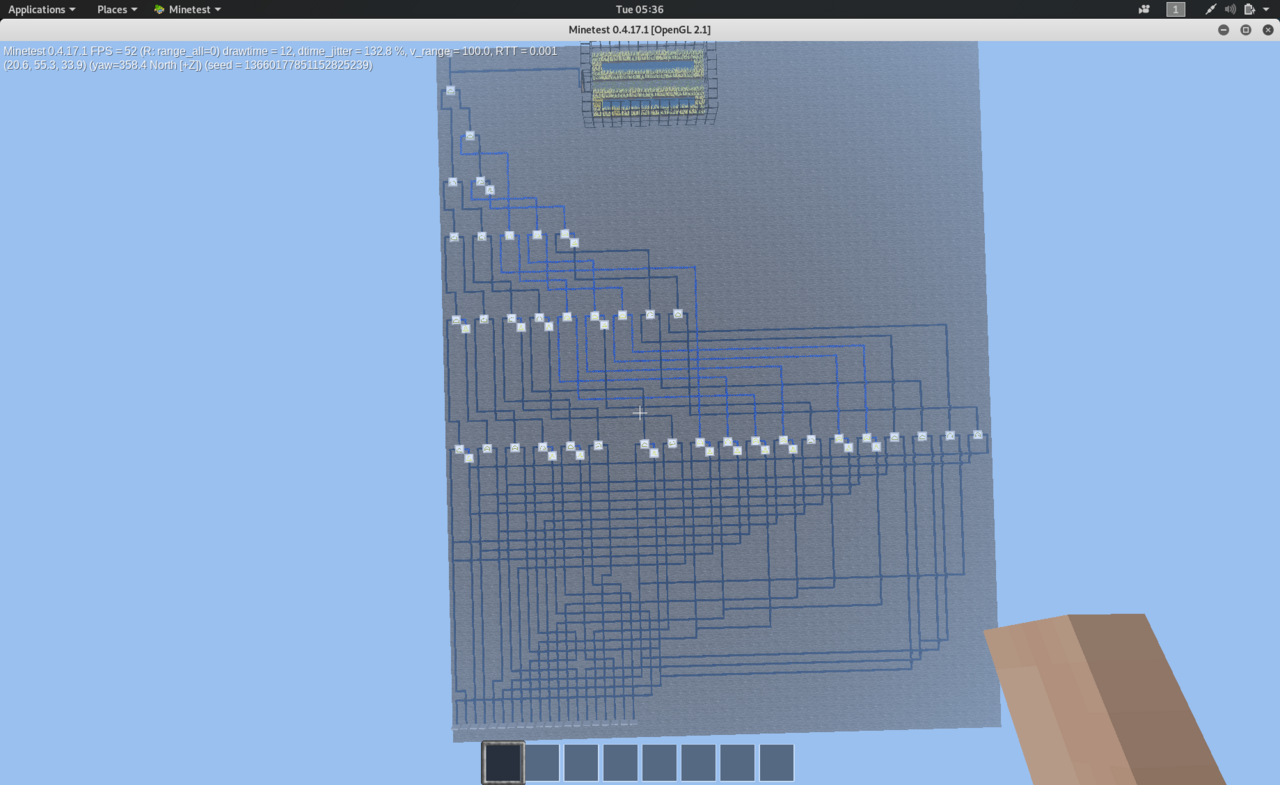 Applications Places Minetest Tue 05:36 1
Minetest 0.4.17.1 [OpenGL 2.1]
Minetest 0.4.17.1 FPS = 52 (R: range_all=0) drawtime = 12, dtime_jitter = 132.8 %, v_range = 100.0, RTT = 0.001
(20.6, 55.3, 33.9) (yaw=358.4 North [+Z]) (seed = 13660177851152825239)